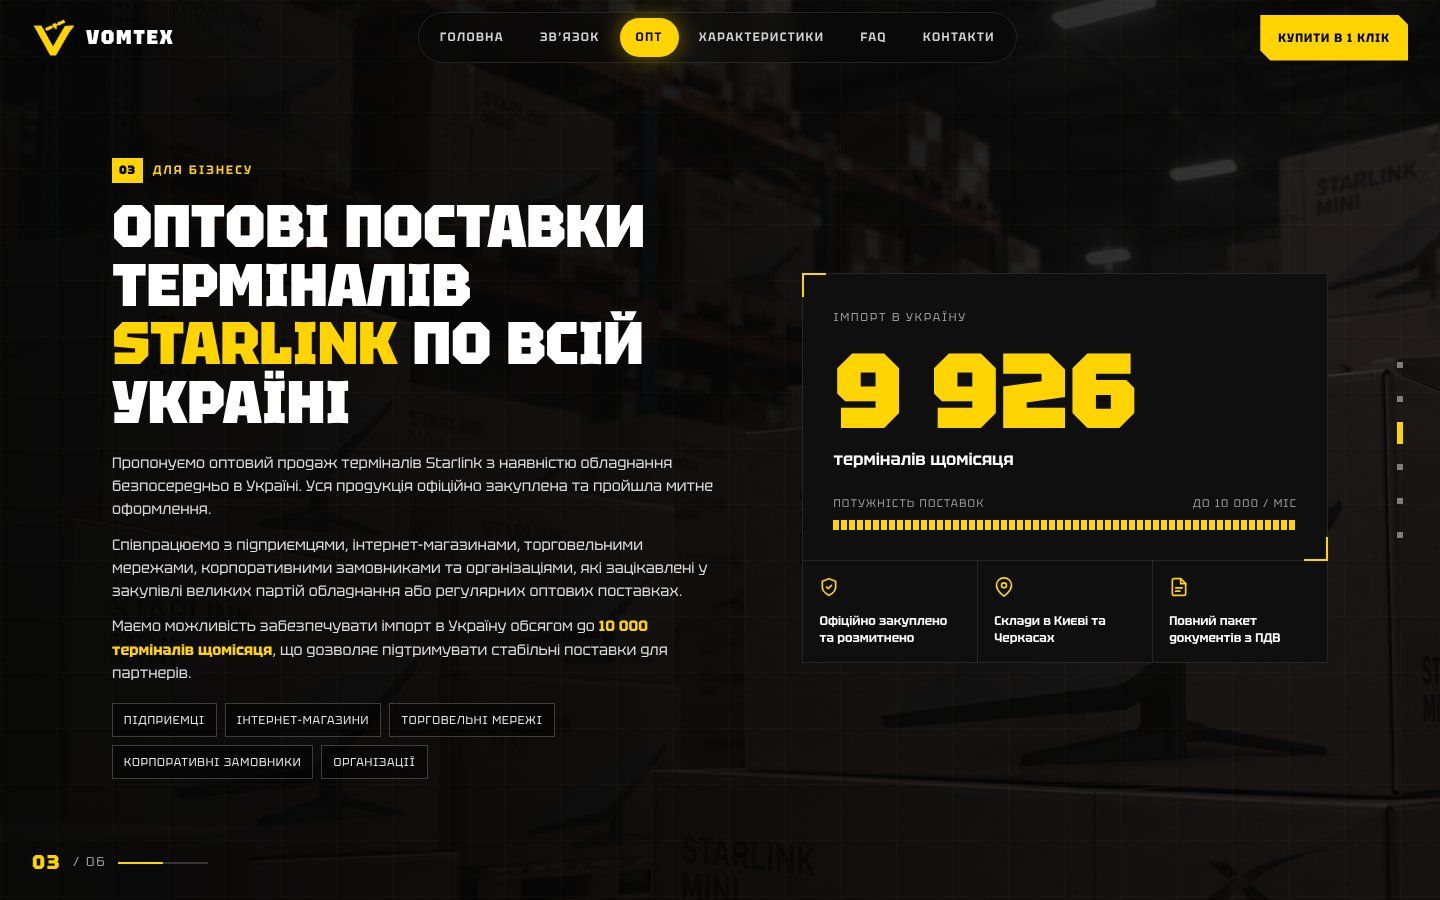 VOMTEX
ГОЛОВНА ЗВ'ЯЗОК ОПТ ХАРАКТЕРИСТИКИ FAQ КОНТАКТИ
КУПИТИ В 1 КЛІК
03 ДЛЯ БІЗНЕСУ
ОПТОВІ ПОСТАВКИ
ТЕРМІНАЛІВ
STARLINK ПО ВСІЙ
УКРАЇНІ
Пропонуємо оптовий продаж терміналів Starlink з наявністю обладнання
безпосередньо в Україні. Уся продукція офіційно закуплена та пройшла митне
оформлення.
Співпрацюємо з підприємцями, інтернет-магазинами, торговельними
мережами, корпоративними замовниками та організаціями, які зацікавлені у
закупівлі великих партій обладнання або регулярних оптових поставках.
Маємо можливість забезпечувати імпорт в Україну обсягом до 10 000
терміналів щомісяця, що дозволяє підтримувати стабільні поставки для
партнерів.
ПІДПРИЄМЦІ ІНТЕРНЕТ-МАГАЗИНИ ТОРГОВЕЛЬНІ МЕРЕЖІ
КОРПОРАТИВНІ ЗАМОВНИКИ ОРГАНІЗАЦІЇ
ІМПОРТ В УКРАЇНУ
9 926
терміналів щомісяця
ПОТУЖНІСТЬ ПОСТАВОК ДО 10 000 / МІС
Офіційно закуплено
та розмитнено
Склади в Києві та
Черкасах
Повний пакет
документів з ПДВ
STARLINK
MINI
STARLINK
MINI
03 / 06